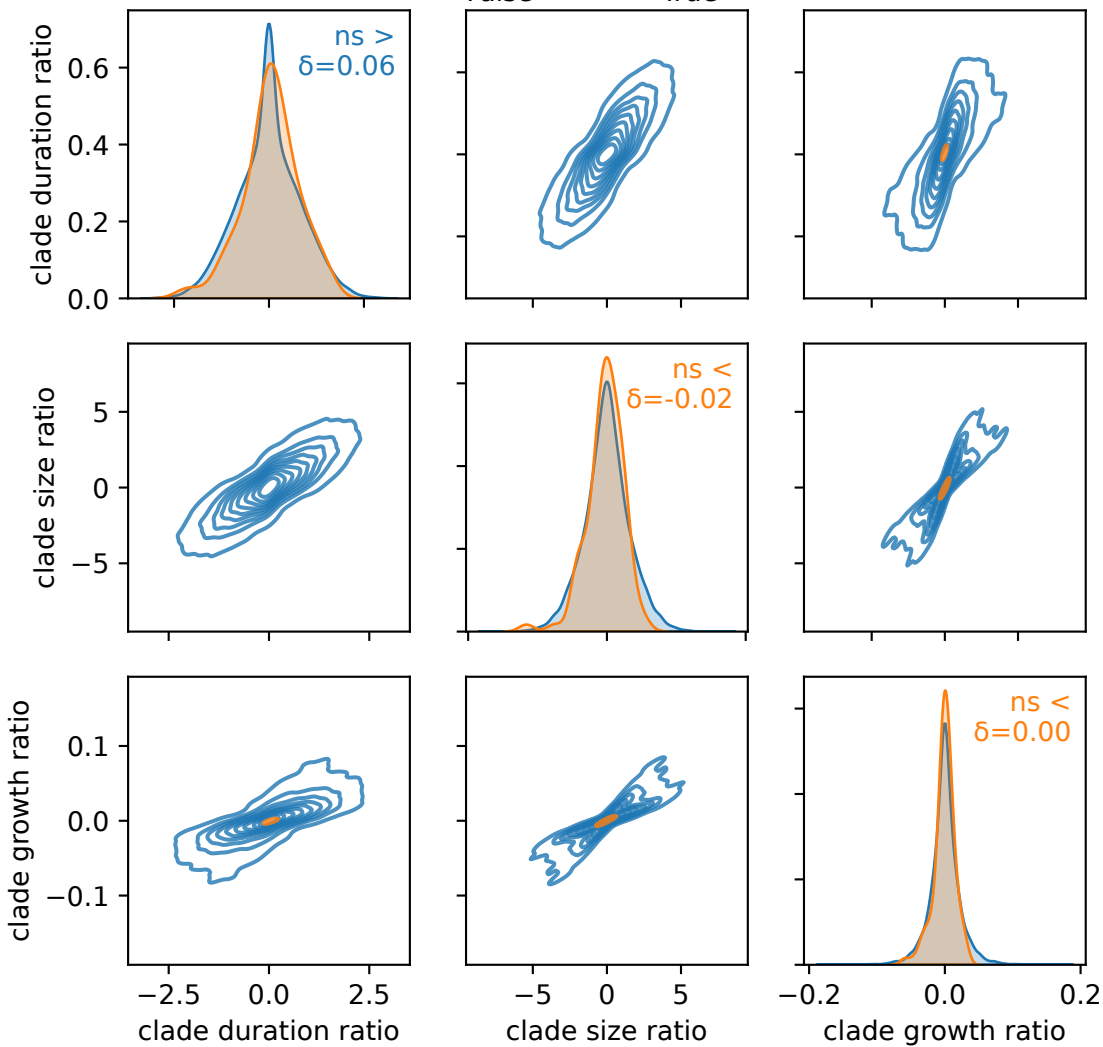 clade duration ratio
0.6
0.4
0.2
0.0
ns >
δ=0.06
clade size ratio
5
0
−5
ns <
δ=-0.02
clade growth ratio
0.1
0.0
−0.1
ns <
δ=0.00
−2.5 0.0 2.5
−5 0 5
−0.2 0.0 0.2
clade duration ratio
clade size ratio
clade growth ratio